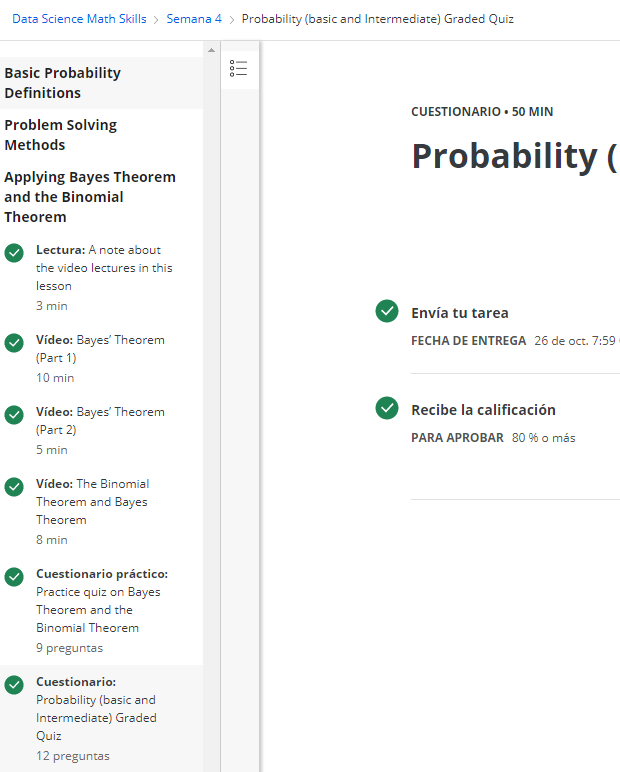 Data Science Math Skills > Semana 4 > Probability (basic and Intermediate) Graded Quiz
Basic Probability
Definitions
Problem Solving
Methods
Applying Bayes Theorem
and the Binomial
Theorem
Lectura: A note about
the video lectures in this
lesson
3 min
Vídeo: Bayes’ Theorem
(Part 1)
10 min
Vídeo: Bayes’ Theorem
(Part 2)
5 min
Vídeo: The Binomial
Theorem and Bayes
Theorem
8 min
Cuestionario práctico:
Practice quiz on Bayes
Theorem and the
Binomial Theorem
9 preguntas
Cuestionario:
Probability (basic and
Intermediate) Graded
Quiz
12 preguntas
CUESTIONARIO • 50 MIN
Probability (
Envía tu tarea
FECHA DE ENTREGA 26 de oct. 7:59
Recibe la calificación
PARA APROBAR 80 % o más